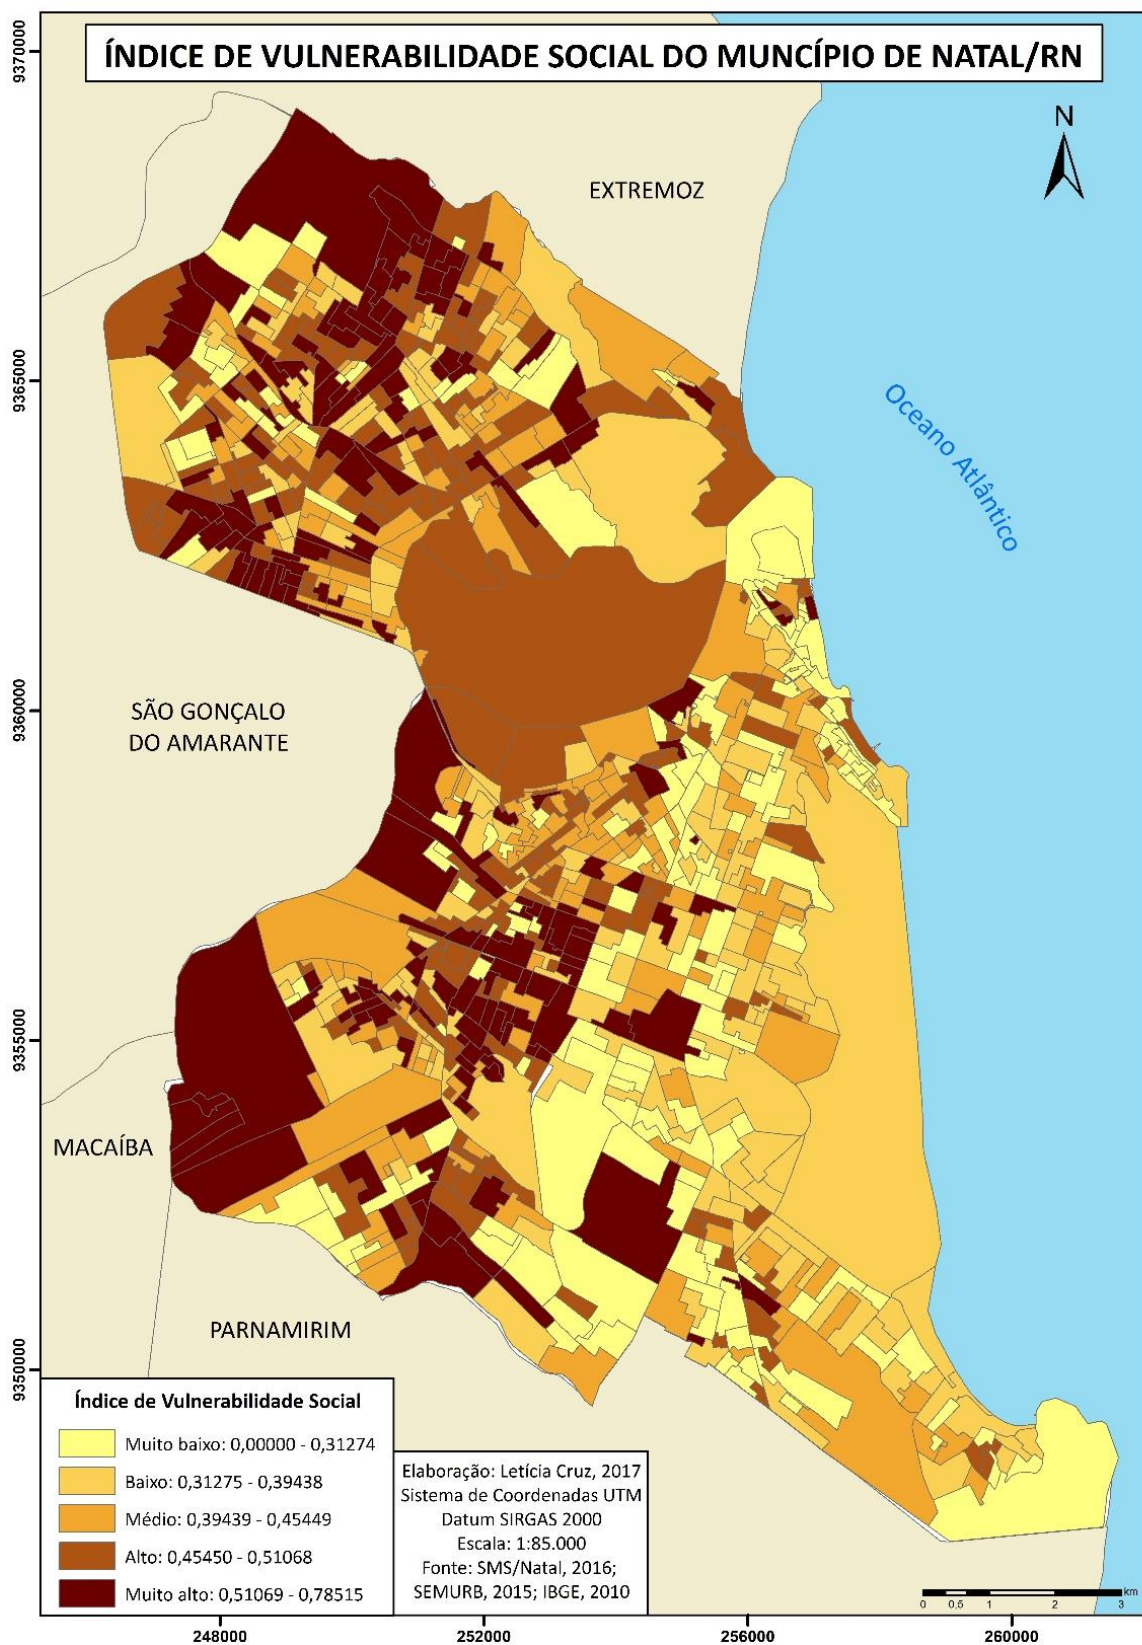 ÍNDICE DE VULNERABILIDADE SOCIAL DO MUNCÍPIO DE NATAL/RN
9370000
N
EXTREMOZ
9365000
Oceano Atlântico
9360000
SÃO GONÇALO
DO AMARANTE
9355000
MACAÍBA
PARNAMIRIM
9350000
Índice de Vulnerabilidade Social
Muito baixo: 0,00000 - 0,31274
Baixo: 0,31275 - 0,39438
Médio: 0,39439 - 0,45449
Alto: 0,45450 - 0,51068
Muito alto: 0,51069 - 0,78515
Elaboração: Letícia Cruz, 2017
Sistema de Coordenadas UTM
Datum SIRGAS 2000
Escala: 1:85.000
Fonte: SMS/Natal, 2016;
SEMURB, 2015; IBGE, 2010
km
0 0,5 1 2 3
248000 252000 256000 260000